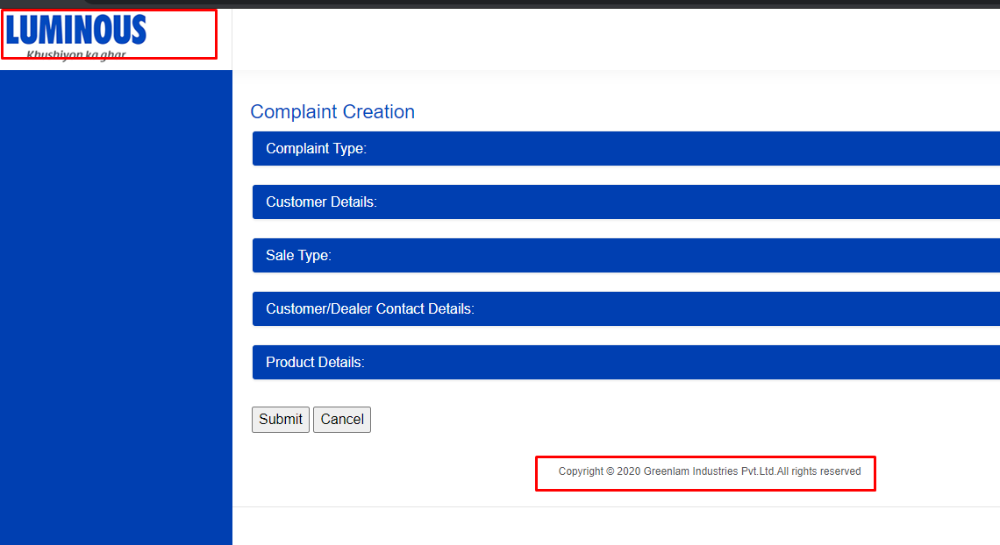 LUMINOUS
Khushiyon ka ghar
Complaint Creation
Complaint Type:
Customer Details:
Sale Type:
Customer/Dealer Contact Details:
Product Details:
Submit Cancel
Copyright © 2020 Greenlam Industries Pvt.Ltd.All rights reserved